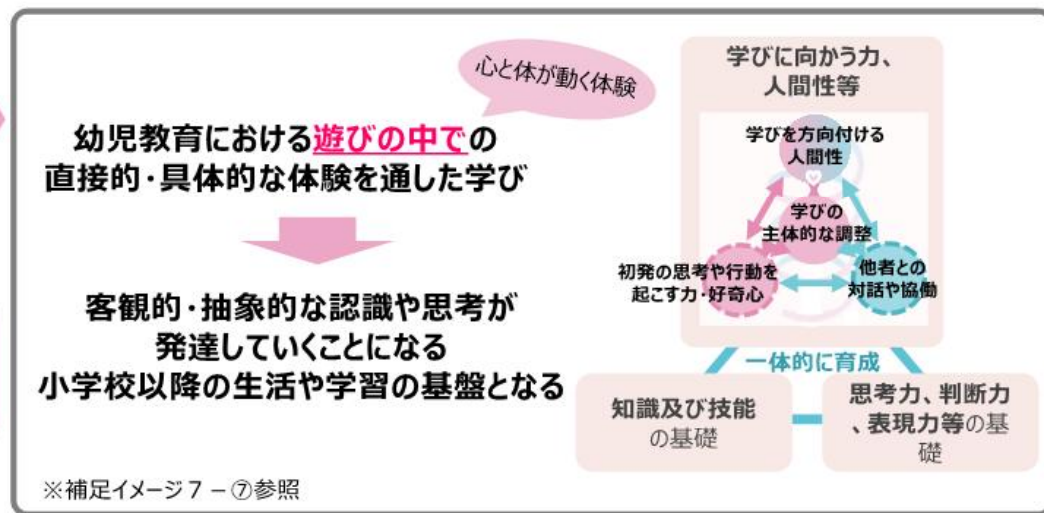 心と体が動く体験
幼児教育における遊びの中での
直接的・具体的な体験を通した学び
客観的・抽象的な認識や思考が
発達していくことになる
小学校以降の生活や学習の基盤となる
※補足イメージ7－⑦参照
学びに向かう力、
人間性等
学びを方向付ける
人間性
学びの
主体的な調整
初発の思考や行動を
起こす力・好奇心
他者との
対話や協働
一体的に育成
知識及び技能
の基礎
思考力、判断力
、表現力等の基
礎